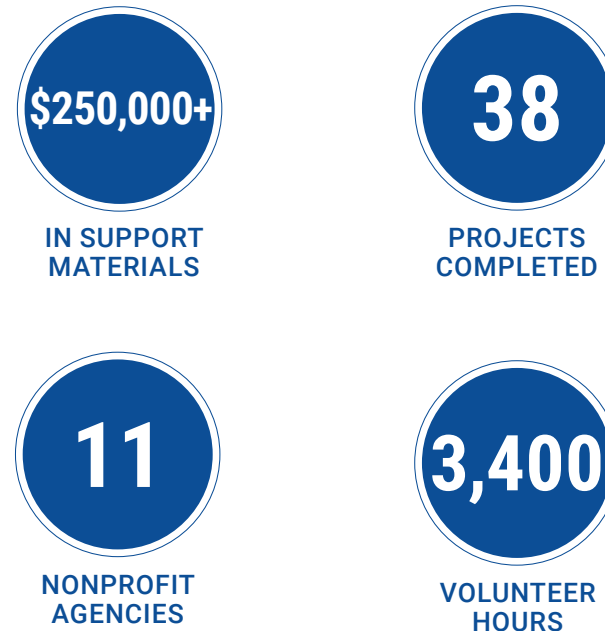 $250,000+
IN SUPPORT
MATERIALS
38
PROJECTS
COMPLETED
11
NONPROFIT
AGENCIES
3,400
VOLUNTEER
HOURS